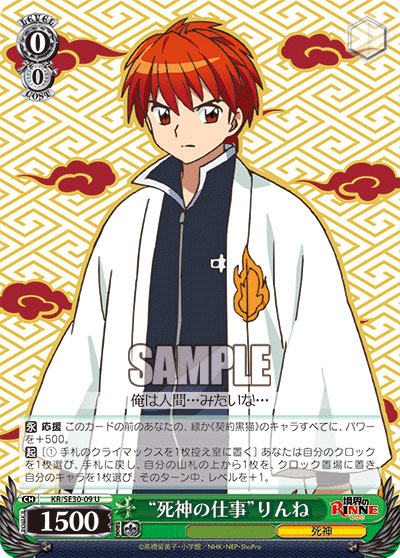 LEVEL
0
0
COST
SAMPLE
俺は人間…みたいな…
永 応援 このカードの前のあなたの、緑か《契約黒猫》のキャラすべてに、パワー
を+500。
起 [① 手札のクライマックスを1枚控え室に置く] あなたは自分のクロック
を1枚選び、手札に戻し、自分の山札の上から1枚を、クロック置場に置き、
自分のキャラを1枚選び、そのターン中、レベルを+1。
CH KR/SE30-09 U
1500
“死神の仕事”りんね
境界のRINNE
死神
©高橋留美子・小学館/NHK・NEP・ShoPro